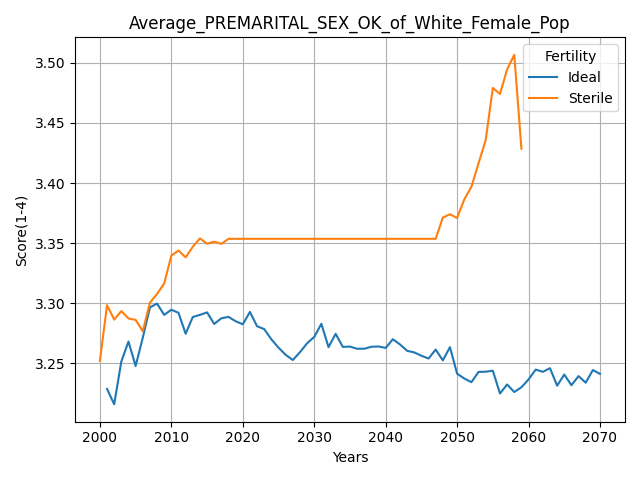 Average_PREMARITAL_SEX_OK_of_White_Female_Pop
Fertility
Ideal
Sterile
Score(1-4)
3.50
3.45
3.40
3.35
3.30
3.25
2000 2010 2020 2030 2040 2050 2060 2070
Years